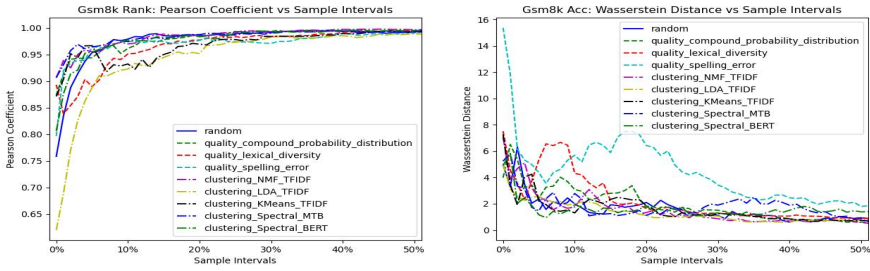 Gsm8k Rank: Pearson Coefficient vs Sample Intervals
1.00
0.95
0.90
0.85
0.80
0.75
0.70
0.65
Pearson Coefficient
random
quality_compound_probability_distribution
quality_lexical_diversity
quality_spelling_error
clustering_NMF_TFIDF
clustering_LDA_TFIDF
clustering_KMeans_TFIDF
clustering_Spectral_MTB
clustering_Spectral_BERT
0% 10% 20% 30% 40% 50%
Sample Intervals
Gsm8k Acc: Wasserstein Distance vs Sample Intervals
16
14
12
10
8
6
4
2
0
Wasserstein Distance
random
quality_compound_probability_distribution
quality_lexical_diversity
quality_spelling_error
clustering_NMF_TFIDF
clustering_LDA_TFIDF
clustering_KMeans_TFIDF
clustering_Spectral_MTB
clustering_Spectral_BERT
0% 10% 20% 30% 40% 50%
Sample Intervals